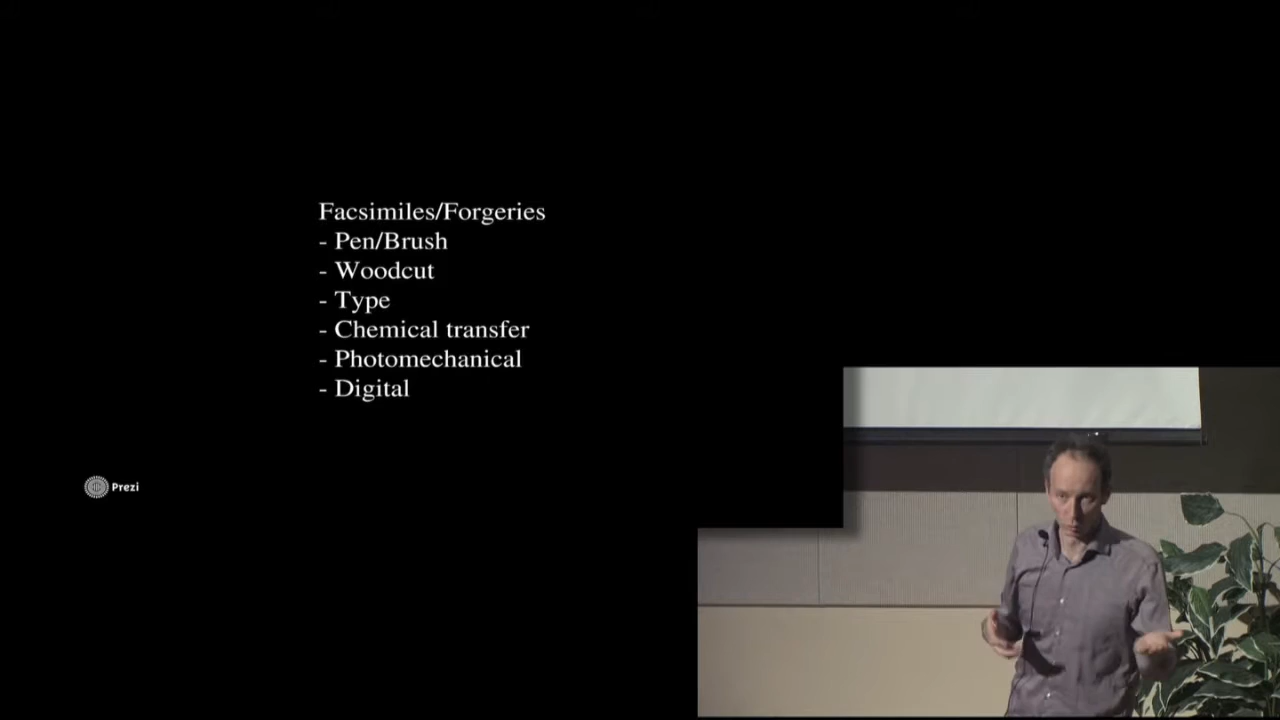 Facsimiles/Forgeries
- Pen/Brush
- Woodcut
- Type
- Chemical transfer
- Photomechanical
- Digital
Prezi